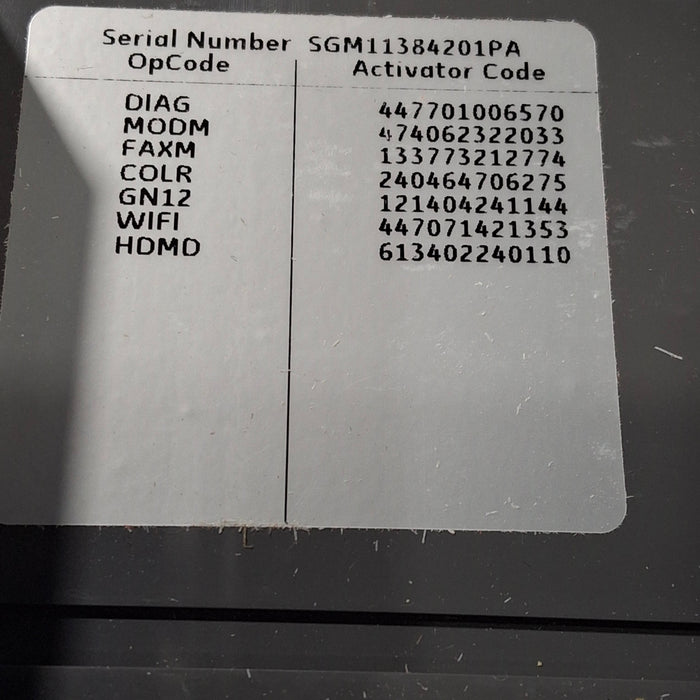 Serial Number SGM11384201PA
OpCode Activator Code
DIAG 447701006570
MODM 474062322033
FAXM 133773212774
COLR 240464706275
GN12 121404241144
WIFI 447071421353
HDMD 613402240110